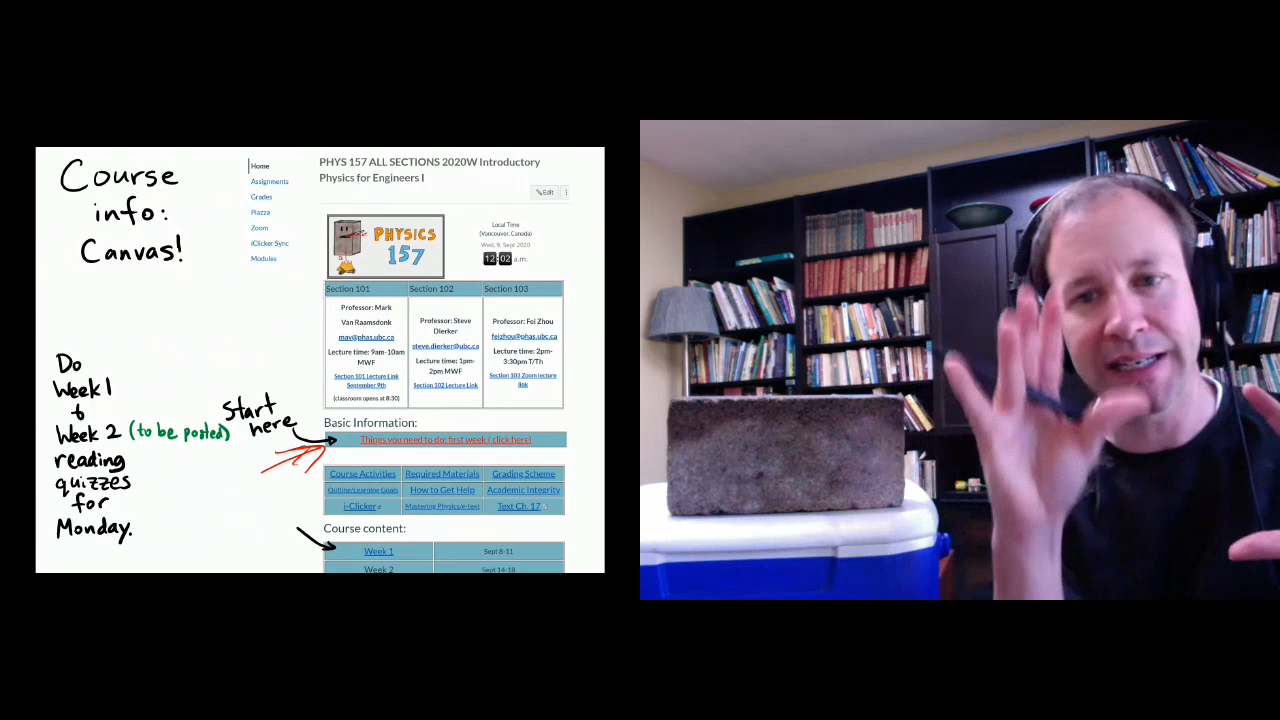 Course
info:
Canvas!
Do
Week 1
&
Week 2 (to be posted)
reading
quizzes
for
Monday.
Start
here
Home
Assignments
Grades
Piazza
Zoom
iClicker Sync
Modules
PHYS 157 ALL SECTIONS 2020W Introductory
Physics for Engineers I
Edit
PHYSICS
157
Local Time
(Vancouver, Canada)
Wed, 9. Sept 2020
12:02 a.m.
Section 101
Professor: Mark
Van Raamsdonk
mav@phas.ubc.ca
Lecture time: 9am-10am
MWF
Section 101 Lecture Link
September 9th
(classroom opens at 8:30)
Section 102
Professor: Steve
Dierker
steve.dierker@ubc.ca
Lecture time: 1pm-
2pm MWF
Section 102 Lecture Link
Section 103
Professor: Fei Zhou
feizhou@phas.ubc.ca
Lecture time: 2pm-
3:30pm T/Th
Section 103 Zoom lecture
link
Basic Information:
Things you need to do: first week ( click here)
Course Activities Required Materials Grading Scheme
Outline/Learning Goals How to Get Help Academic Integrity
i-Clicker Mastering Physics/e-text Text Ch. 17
Course content:
Week 1 Sept 8-11
Week 2 Sept 14-18